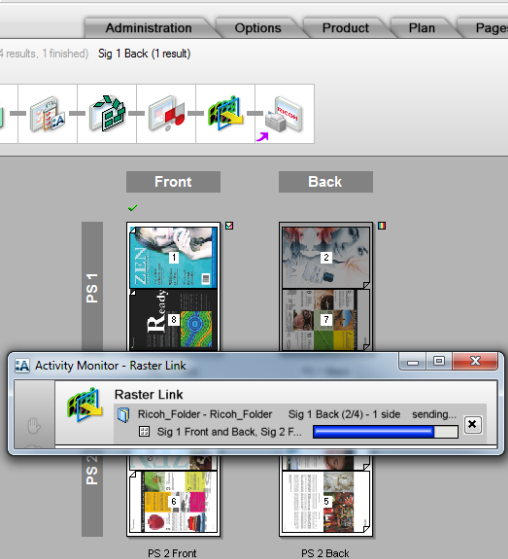 Administration Options Product Plan Pages
4 results, 1 finished) Sig 1 Back (1 result)
A
RICOH
Front Back
PS 1
ZEN
1
2
Ready
8
7
A Activity Monitor - Raster Link
Raster Link
Ricoh_Folder - Ricoh_Folder Sig 1 Back (2/4) - 1 side sending...
Sig 1 Front and Back, Sig 2 F...
PS 2
6
5
PS 2 Front PS 2 Back